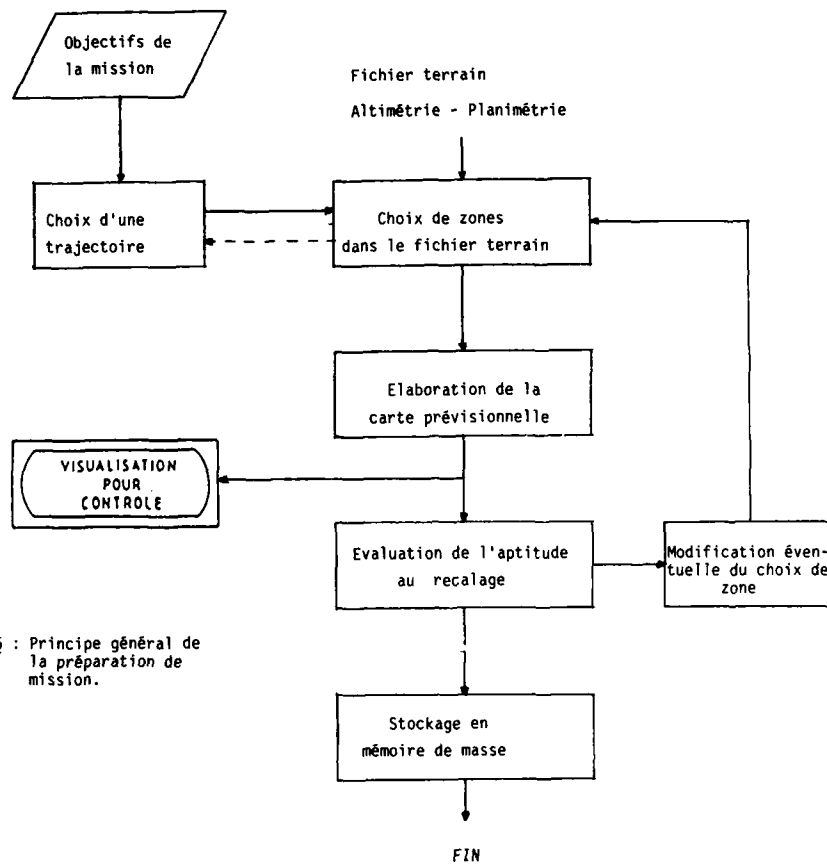 Objectifs de
la mission
Fichier terrain
Altimétrie - Planimétrie
Choix d'une
trajectoire
Choix de zones
dans le fichier terrain
Elaboration de la
carte prévisionnelle
VISUALISATION
POUR
CONTROLE
Evaluation de l'aptitude
au recalage
Modification éven-
tuelle du choix de
zone
: Principe général de
la préparation de
mission.
Stockage en
mémoire de masse
FIN